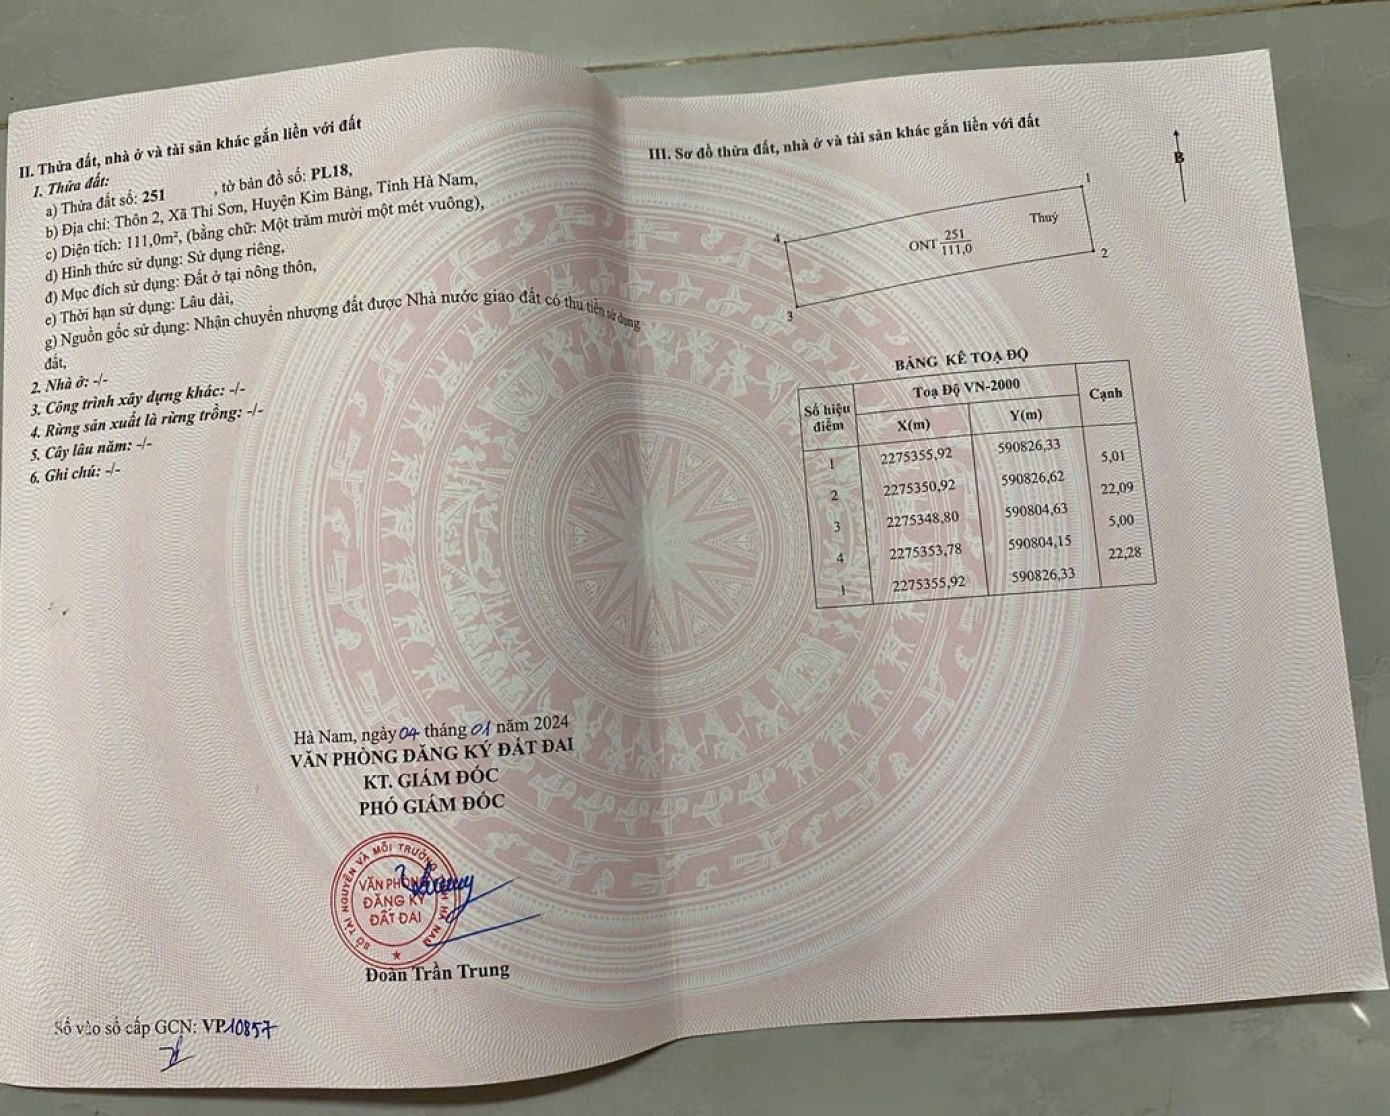 II. Thửa đất, nhà ở và tài sản khác gắn liền với đất
1. Thửa đất:
a) Thửa đất số: 251 , tờ bản đồ số: PL18,
b) Địa chỉ: Thôn 2, Xã Thi Sơn, Huyện Kim Bảng, Tỉnh Hà Nam,
c) Diện tích: 111,0m², (bằng chữ: Một trăm mười một mét vuông),
d) Hình thức sử dụng: Sử dụng riêng,
đ) Mục đích sử dụng: Đất ở tại nông thôn,
e) Thời hạn sử dụng: Lâu dài,
g) Nguồn gốc sử dụng: Nhận chuyển nhượng đất được Nhà nước giao đất có thu tiền sử dụng
đất,
2. Nhà ở: -/-
3. Công trình xây dựng khác: -/-
4. Rừng sản xuất là rừng trồng: -/-
5. Cây lâu năm: -/-
6. Ghi chú: -/-
Hà Nam, ngày 04 tháng 01 năm 2024
VĂN PHÒNG ĐĂNG KÝ ĐẤT ĐAI
KT. GIÁM ĐỐC
PHÓ GIÁM ĐỐC
SỞ TÀI NGUYÊN VÀ MÔI TRƯỜNG TỈNH HÀ NAM
VĂN PHÒNG
ĐĂNG KÝ
ĐẤT ĐAI
Đoàn Trần Trung
Số vào sổ cấp GCN: VP10857
III. Sơ đồ thửa đất, nhà ở và tài sản khác gắn liền với đất
B
1
Thuý
4
ONT 251
111,0
2
3
BẢNG KÊ TOẠ ĐỘ
Số hiệu điểm Toạ Độ VN-2000 Cạnh
X(m) Y(m)
1 2275355,92 590826,33
5,01
2 2275350,92 590826,62
22,09
3 2275348,80 590804,63
5,00
4 2275353,78 590804,15
22,28
1 2275355,92 590826,33